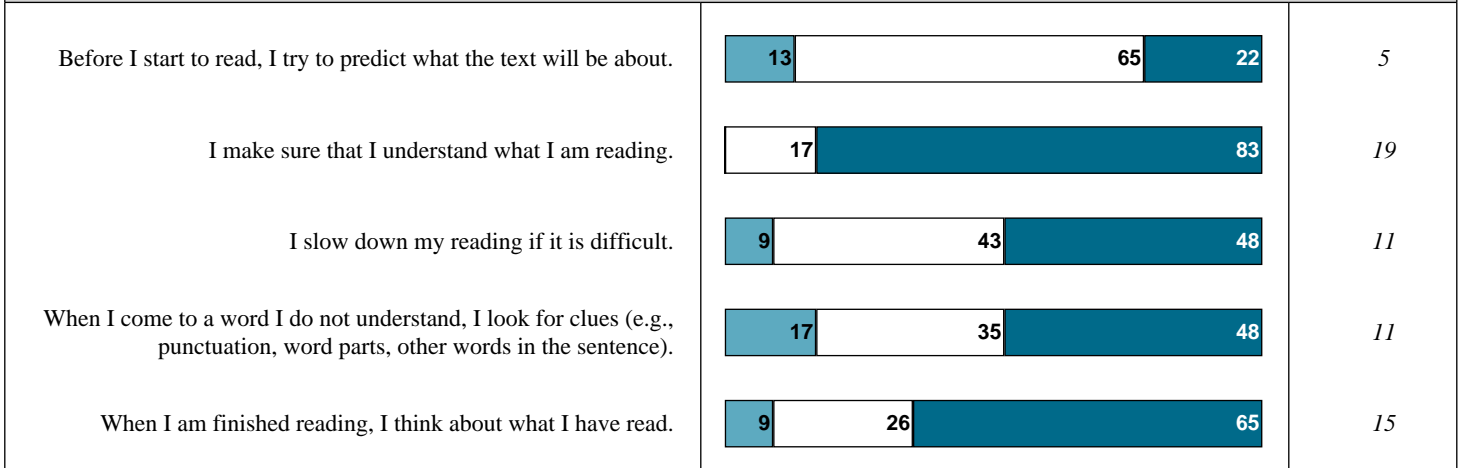 Before I start to read, I try to predict what the text will be about. 13 65 22 5
I make sure that I understand what I am reading. 17 83 19
I slow down my reading if it is difficult. 9 43 48 11
When I come to a word I do not understand, I look for clues (e.g.,
punctuation, word parts, other words in the sentence). 17 35 48 11
When I am finished reading, I think about what I have read. 9 26 65 15